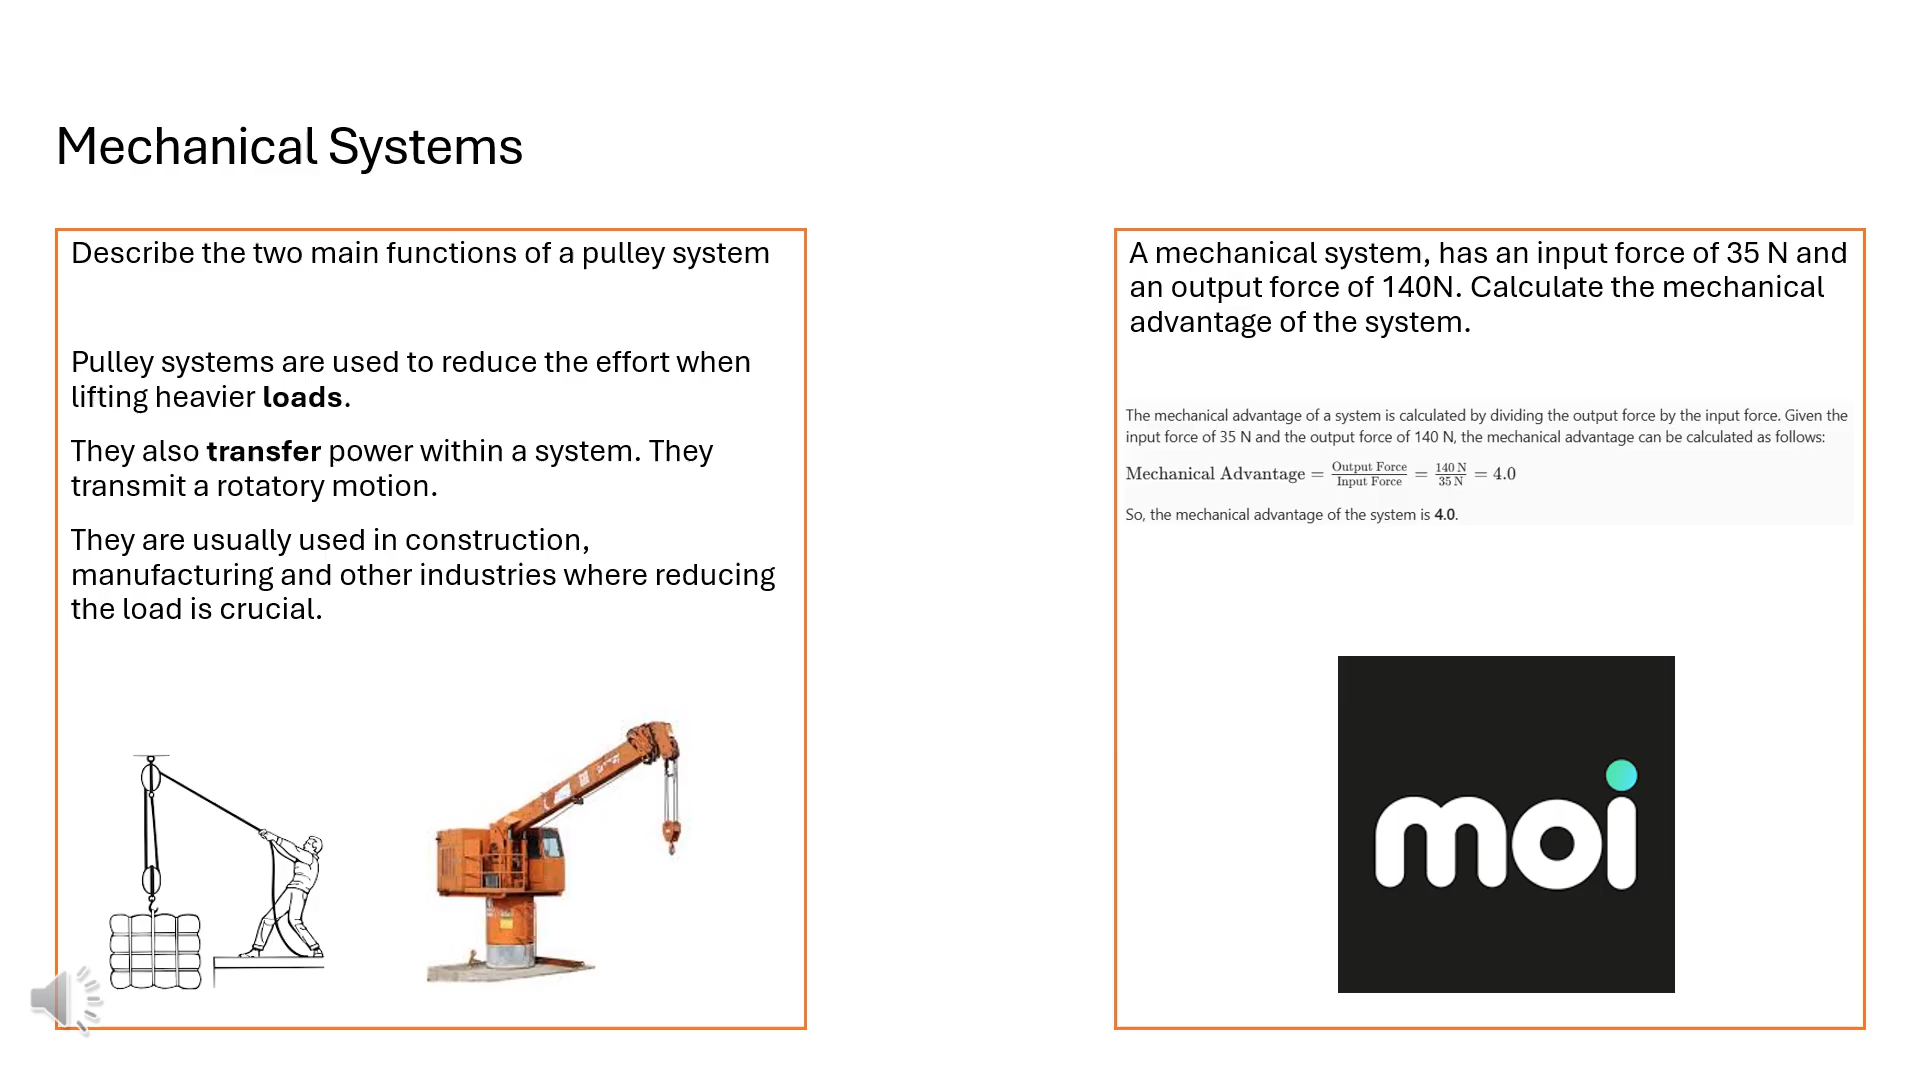 Mechanical Systems
Describe the two main functions of a pulley system
Pulley systems are used to reduce the effort when
lifting heavier loads.
They also transfer power within a system. They
transmit a rotatory motion.
They are usually used in construction,
manufacturing and other industries where reducing
the load is crucial.
A mechanical system, has an input force of 35 N and
an output force of 140N. Calculate the mechanical
advantage of the system.
The mechanical advantage of a system is calculated by dividing the output force by the input force. Given the
input force of 35 N and the output force of 140 N, the mechanical advantage can be calculated as follows:
Mechanical Advantage = Output Force / Input Force = 140 N / 35 N = 4.0
So, the mechanical advantage of the system is 4.0.
moi